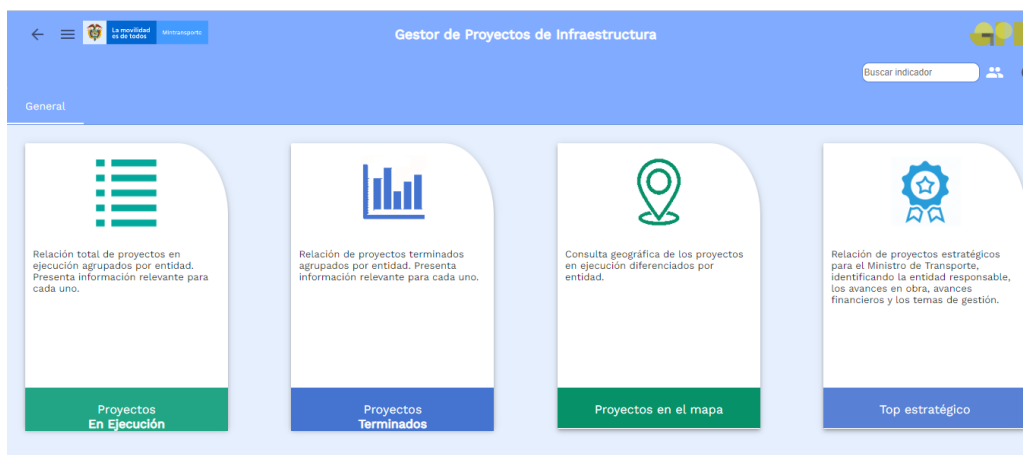 La movilidad
es de todos
Mintransporte
Gestor de Proyectos de Infraestructura
GPI
Buscar indicador
General
Relación total de proyectos en
ejecución agrupados por entidad.
Presenta información relevante para
cada uno.
Proyectos
En Ejecución
Relación de proyectos terminados
agrupados por entidad. Presenta
información relevante para cada uno.
Proyectos
Terminados
Consulta geográfica de los proyectos
en ejecución diferenciados por
entidad.
Proyectos en el mapa
Relación de proyectos estratégicos
para el Ministro de Transporte,
identificando la entidad responsable,
los avances en obra, avances
financieros y los temas de gestión.
Top estratégico